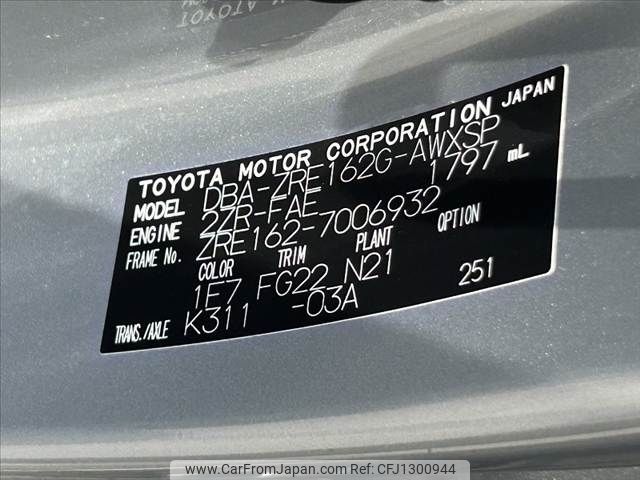 TOYOTA MOTOR CORPORATION JAPAN
MODEL DBA-ZRE162G-AWXSP
ENGINE 2ZR-FAE 1797 mL
FRAME No. ZRE162-7006932
COLOR TRIM PLANT OPTION
1E7 FG22 N21
251
TRANS./AXLE K311 -03A
www.CarFromJapan.com - CFJ1300944